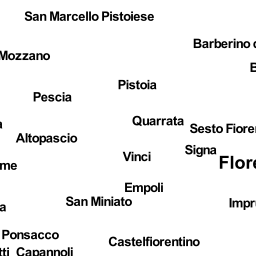 San Marcello Pistoiese
Barberino
Mozzano
Pistoia
Pescia
Quarrata
Sesto Fioren
Altopascio
Signa
Vinci
Flore
me
Empoli
San Miniato
Impru
a
Ponsacco
Castelfiorentino
tti Capannoli